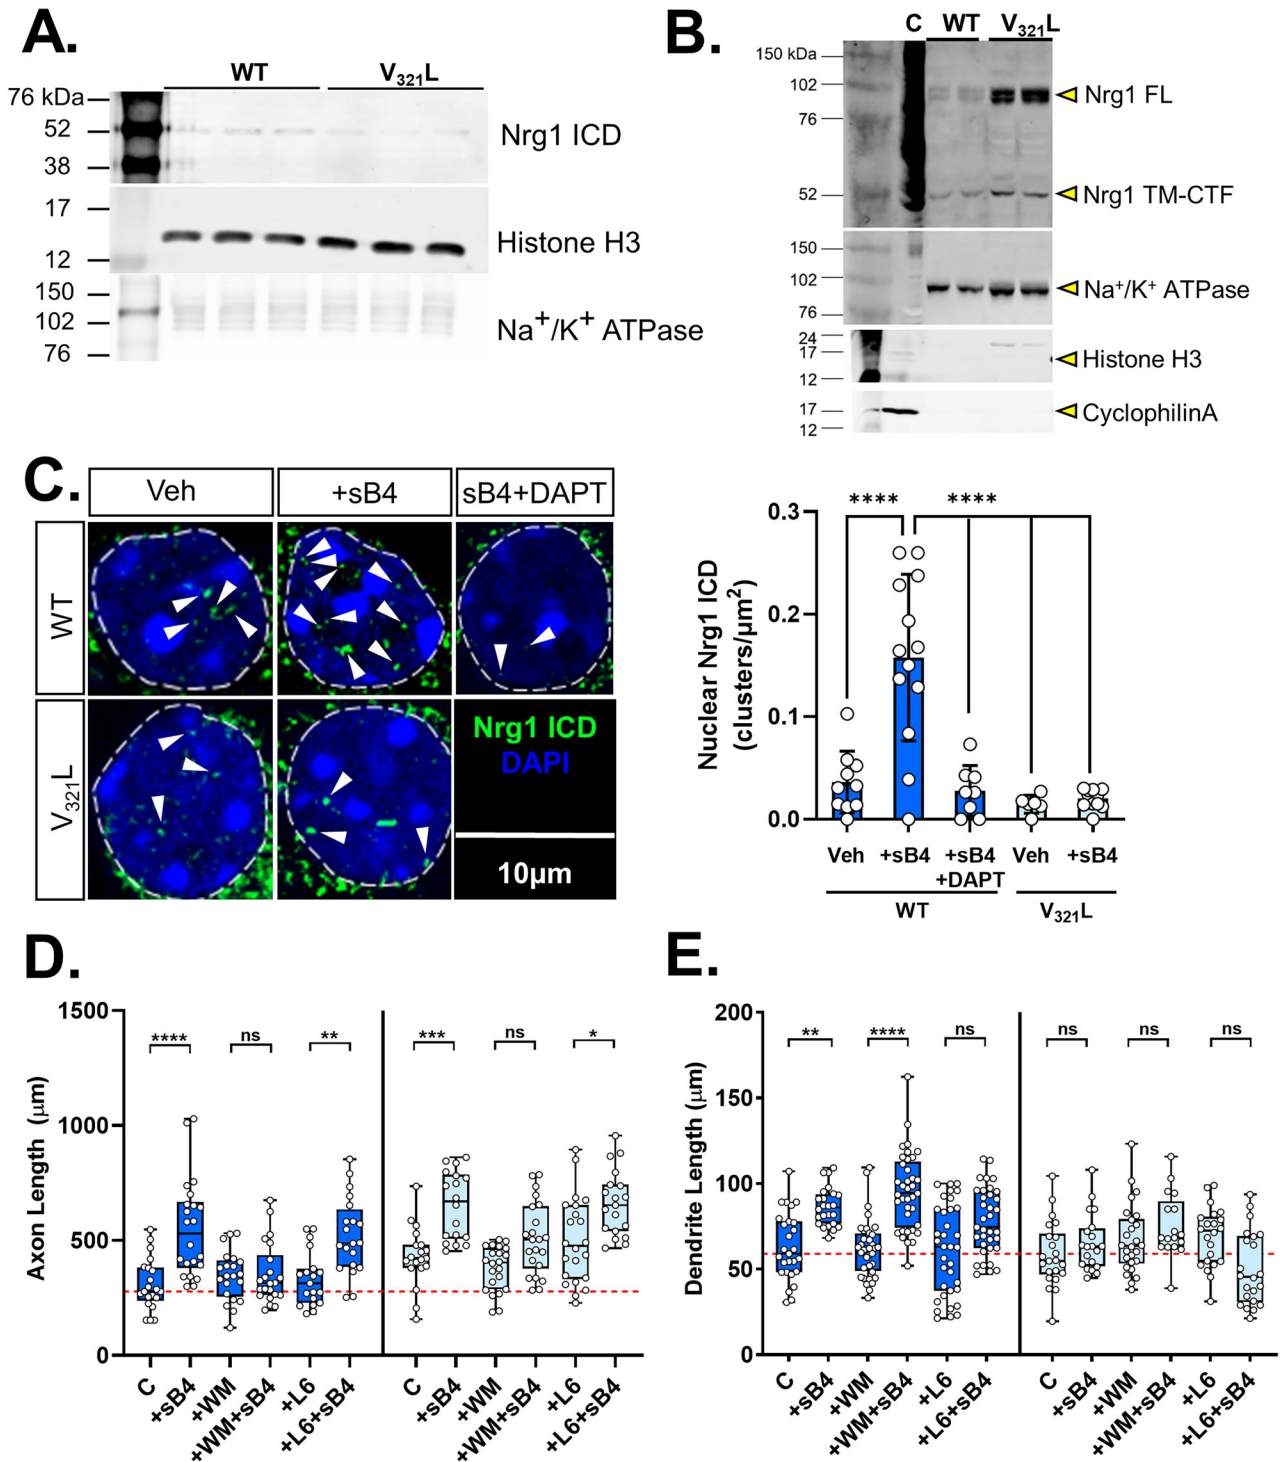 A.
WT V321L
76 kDa
52
38
Nrg1 ICD
17
12
Histone H3
150
102
76
Na+/K+ ATPase
B.
C WT V321L
150 kDa
102
76
52
Nrg1 FL
Nrg1 TM-CTF
150
102
76
Na+/K+ ATPase
24
17
12
Histone H3
17
12
CyclophilinA
C.
Veh +sB4 sB4+DAPT
WT
V321L
Nrg1 ICD
DAPI
10μm
Nuclear Nrg1 ICD
(clusters/μm2)
0.3
0.2
0.1
0.0
**** ****
Veh +sB4 +sB4 Veh +sB4
+DAPT
WT V321L
D.
Axon Length (μm)
1500
1000
500
0
**** ns ** *** ns *
C +sB4 +WM +WM+sB4 +L6 +L6+sB4 C +sB4 +WM +WM+sB4 +L6 +L6+sB4
E.
Dendrite Length (μm)
200
150
100
50
0
** **** ns ns ns ns
C +sB4 +WM +WM+sB4 +L6 +L6+sB4 C +sB4 +WM +WM+sB4 +L6 +L6+sB4